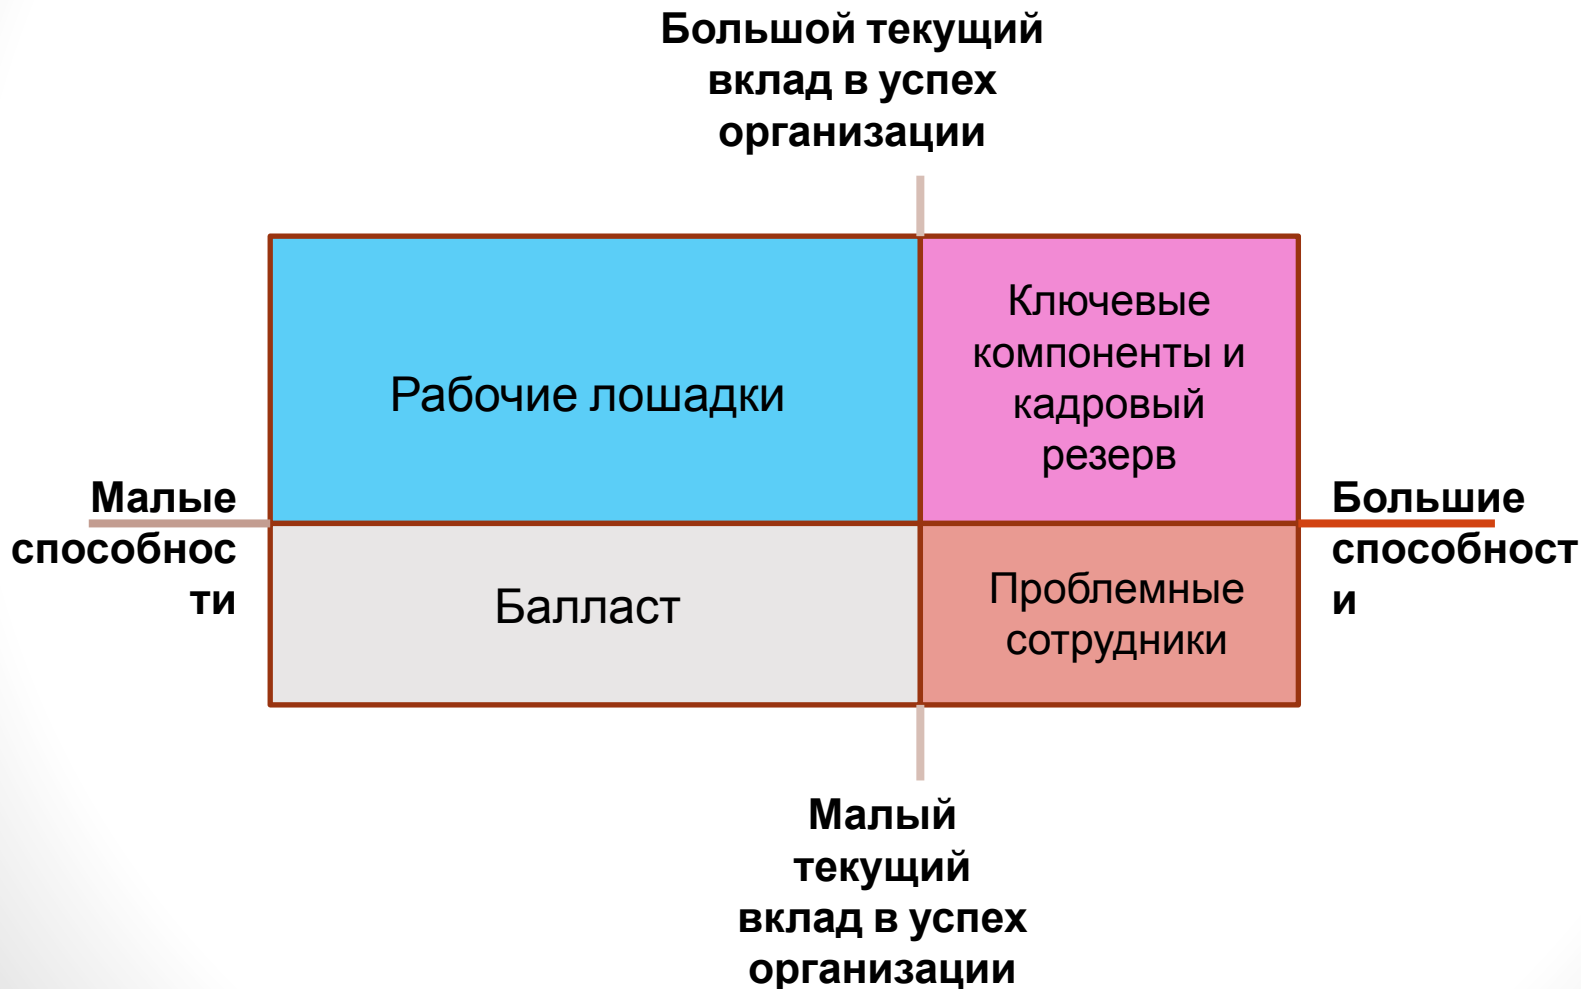 Большой текущий
вклад в успех
организации
Рабочие лошадки
Ключевые
компоненты и
кадровый
резерв
Малые
способнос
ти
Большие
способност
и
Балласт
Проблемные
сотрудники
Малый
текущий
вклад в успех
организации